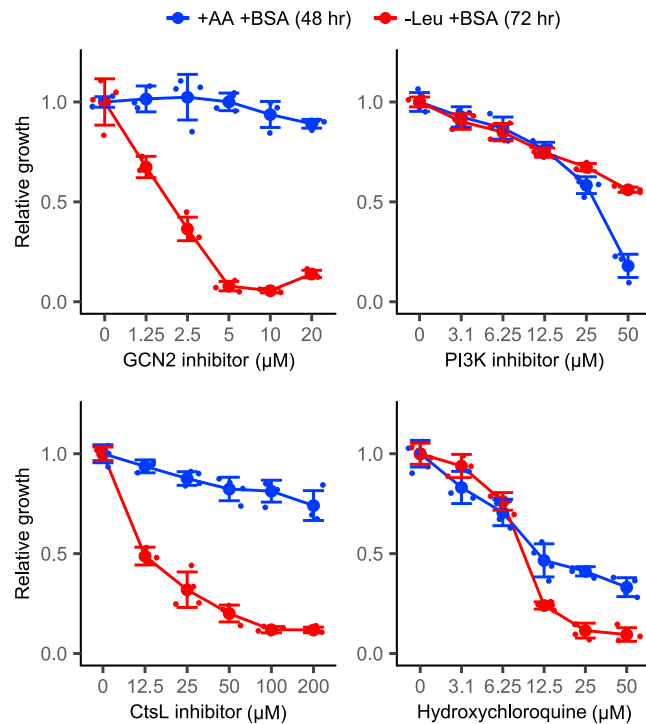 +AA +BSA (48 hr) -Leu +BSA (72 hr)
Relative growth
1.0
0.5
0.0
0 1.25 2.5 5 10 20
GCN2 inhibitor (µM)
1.0
0.5
0.0
0 3.1 6.25 12.5 25 50
PI3K inhibitor (µM)
Relative growth
1.0
0.5
0.0
0 12.5 25 50 100 200
CtsL inhibitor (µM)
1.0
0.5
0.0
0 3.1 6.25 12.5 25 50
Hydroxychloroquine (µM)